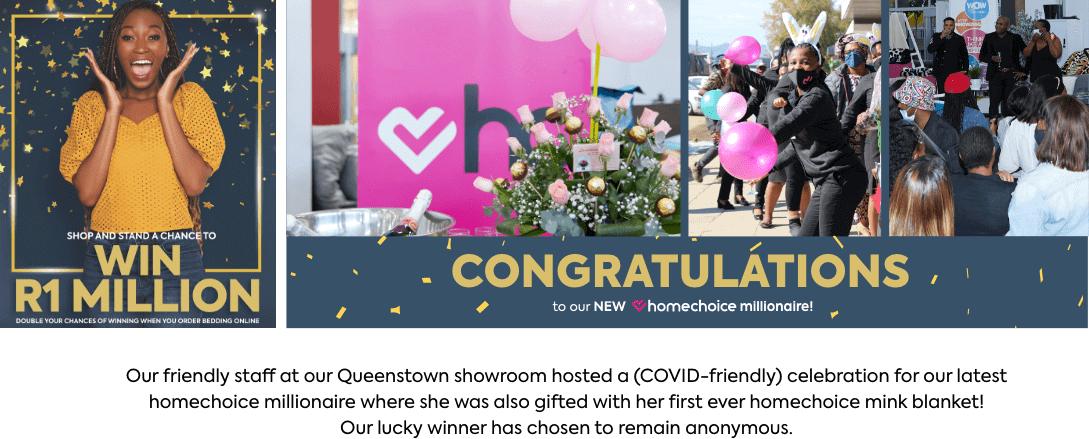 SHOP AND STAND A CHANCE TO
WIN
R1 MILLION
DOUBLE YOUR CHANCES OF WINNING WHEN YOU ORDER BEDDING ONLINE
WOW
CONGRATULATIONS
to our NEW homechoice millionaire!
Our friendly staff at our Queenstown showroom hosted a (COVID-friendly) celebration for our latest
homechoice millionaire where she was also gifted with her first ever homechoice mink blanket!
Our lucky winner has chosen to remain anonymous.